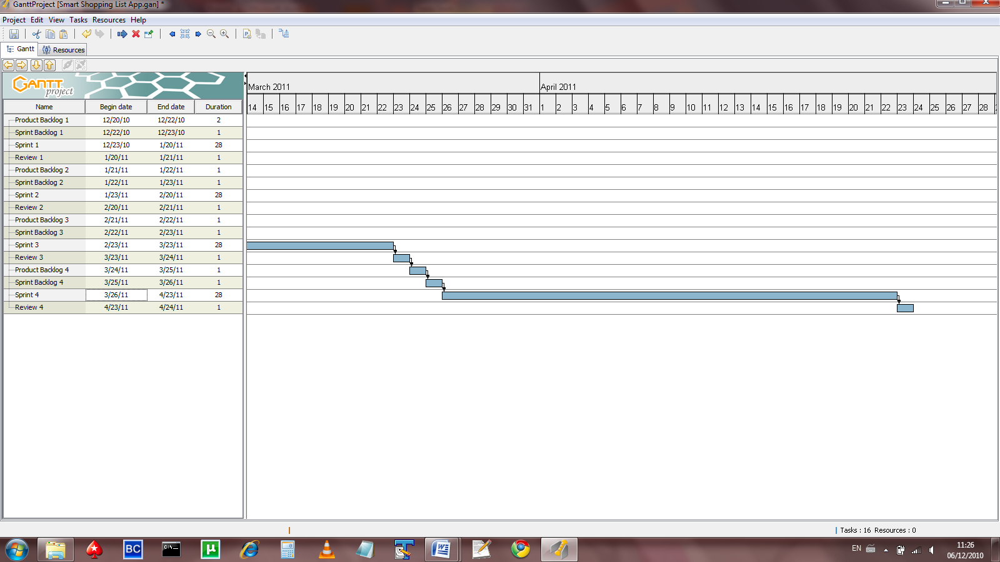 GanttProject [Smart Shopping List App.gan] *
Project Edit View Tasks Resources Help
Gantt Resources
GANTT project
March 2011 April 2011
Name Begin date End date Duration
14 15 16 17 18 19 20 21 22 23 24 25 26 27 28 29 30 31 1 2 3 4 5 6 7 8 9 10 11 12 13 14 15 16 17 18 19 20 21 22 23 24 25 26 27 28
Product Backlog 1 12/20/10 12/22/10 2
Sprint Backlog 1 12/22/10 12/23/10 1
Sprint 1 12/23/10 1/20/11 28
Review 1 1/20/11 1/21/11 1
Product Backlog 2 1/21/11 1/22/11 1
Sprint Backlog 2 1/22/11 1/23/11 1
Sprint 2 1/23/11 2/20/11 28
Review 2 2/20/11 2/21/11 1
Product Backlog 3 2/21/11 2/22/11 1
Sprint Backlog 3 2/22/11 2/23/11 1
Sprint 3 2/23/11 3/23/11 28
Review 3 3/23/11 3/24/11 1
Product Backlog 4 3/24/11 3/25/11 1
Sprint Backlog 4 3/25/11 3/26/11 1
Sprint 4 3/26/11 4/23/11 28
Review 4 4/23/11 4/24/11 1
Tasks : 16 Resources : 0
BC C:\ µ W
EN 11:26
06/12/2010